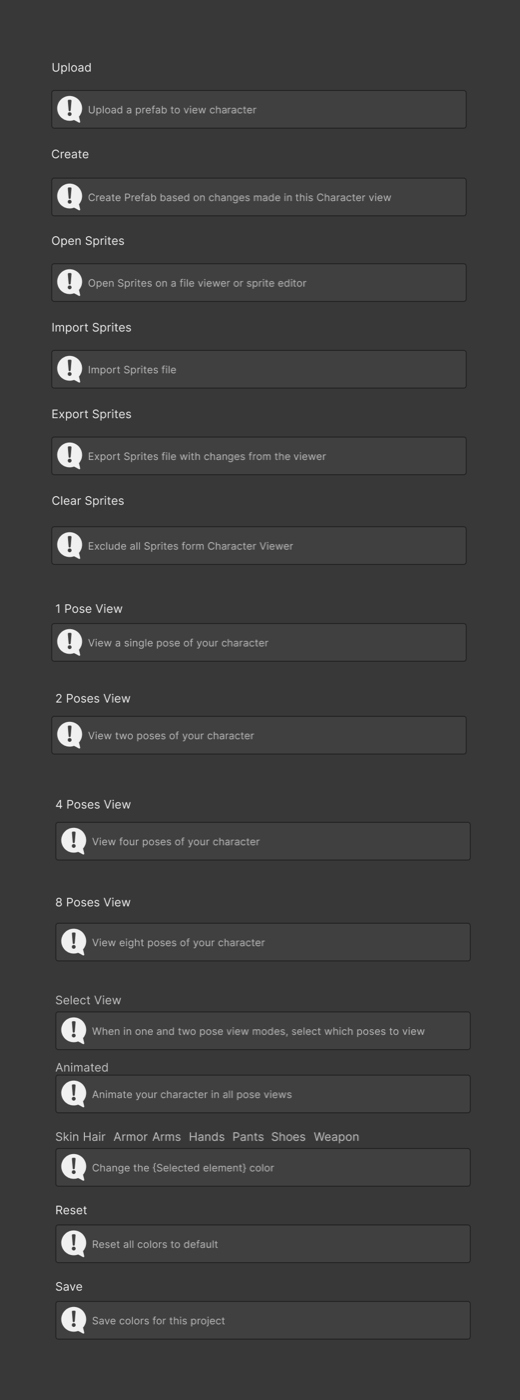 Upload
Upload a prefab to view character
Create
Create Prefab based on changes made in this Character view
Open Sprites
Open Sprites on a file viewer or sprite editor
Import Sprites
Import Sprites file
Export Sprites
Export Sprites file with changes from the viewer
Clear Sprites
Exclude all Sprites form Character Viewer
1 Pose View
View a single pose of your character
2 Poses View
View two poses of your character
4 Poses View
View four poses of your character
8 Poses View
View eight poses of your character
Select View
When in one and two pose view modes, select which poses to view
Animated
Animate your character in all pose views
Skin Hair Armor Arms Hands Pants Shoes Weapon
Change the {Selected element} color
Reset
Reset all colors to default
Save
Save colors for this project